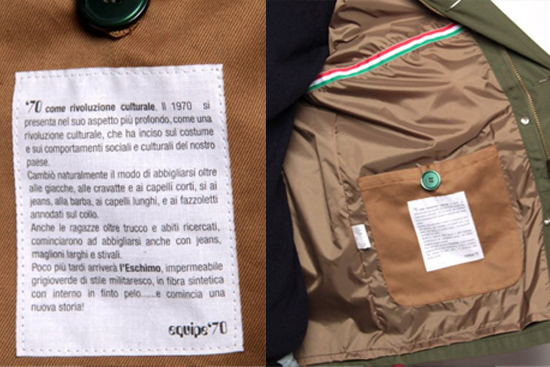 '70 come rivoluzione culturale. Il 1970 si
presenta nel suo aspetto più profondo, come una
rivoluzione culturale, che ha inciso sul costume
e sui comportamenti sociali e culturali del nostro
paese.
Cambiò naturalmente il modo di abbigliarsi oltre
alle giacche, alle cravatte e ai capelli corti, si ai
jeans, alla barba, ai capelli lunghi, e ai fazzoletti
annodati sul collo.
Anche le ragazze oltre trucco e abiti ricercati,
cominciarono ad abbigliarsi anche con jeans,
maglioni larghi e stivali.
Poco più tardi arriverà l'Eschimo, impermeabile
grigioverde di stile militaresco, in fibra sintetica
con interno in finto pelo.....e comincia una
nuova storia!
equipe'70